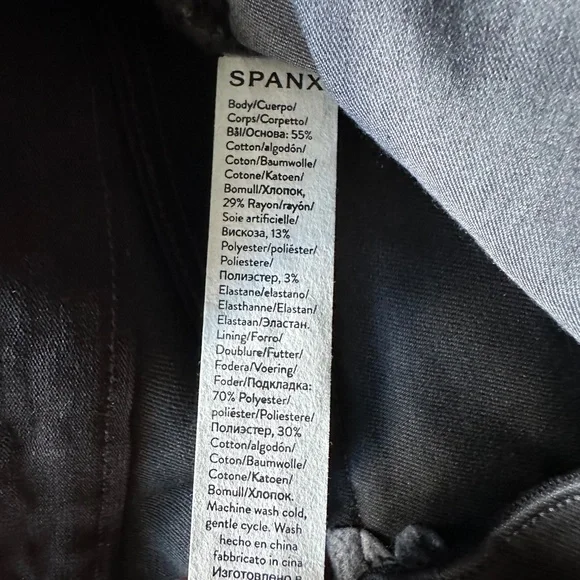 SPANX
Body/Cuerpo/
Corps/Corpetto/
Bål/Основа: 55%
Cotton/algodón/
Coton/Baumwolle/
Cotone/Katoen/
Bomull/Хлопок,
29% Rayon/rayón/
Soie artificielle/
Вискоза, 13%
Polyester/poliéster/
Poliestere/
Полиэстер, 3%
Elastane/elastano/
Elasthanne/Elastan/
Elastaan/Эластан.
Lining/Forro/
Doublure/Futter/
Fodera/Voering/
Foder/Подкладка:
70% Polyester/
poliéster/Poliestere/
Полиэстер, 30%
Cotton/algodón/
Coton/Baumwolle/
Cotone/Katoen/
Bomull/Хлопок.
Machine wash cold,
gentle cycle. Wash
hecho en china
fabbricato in cina
Изготовлено в